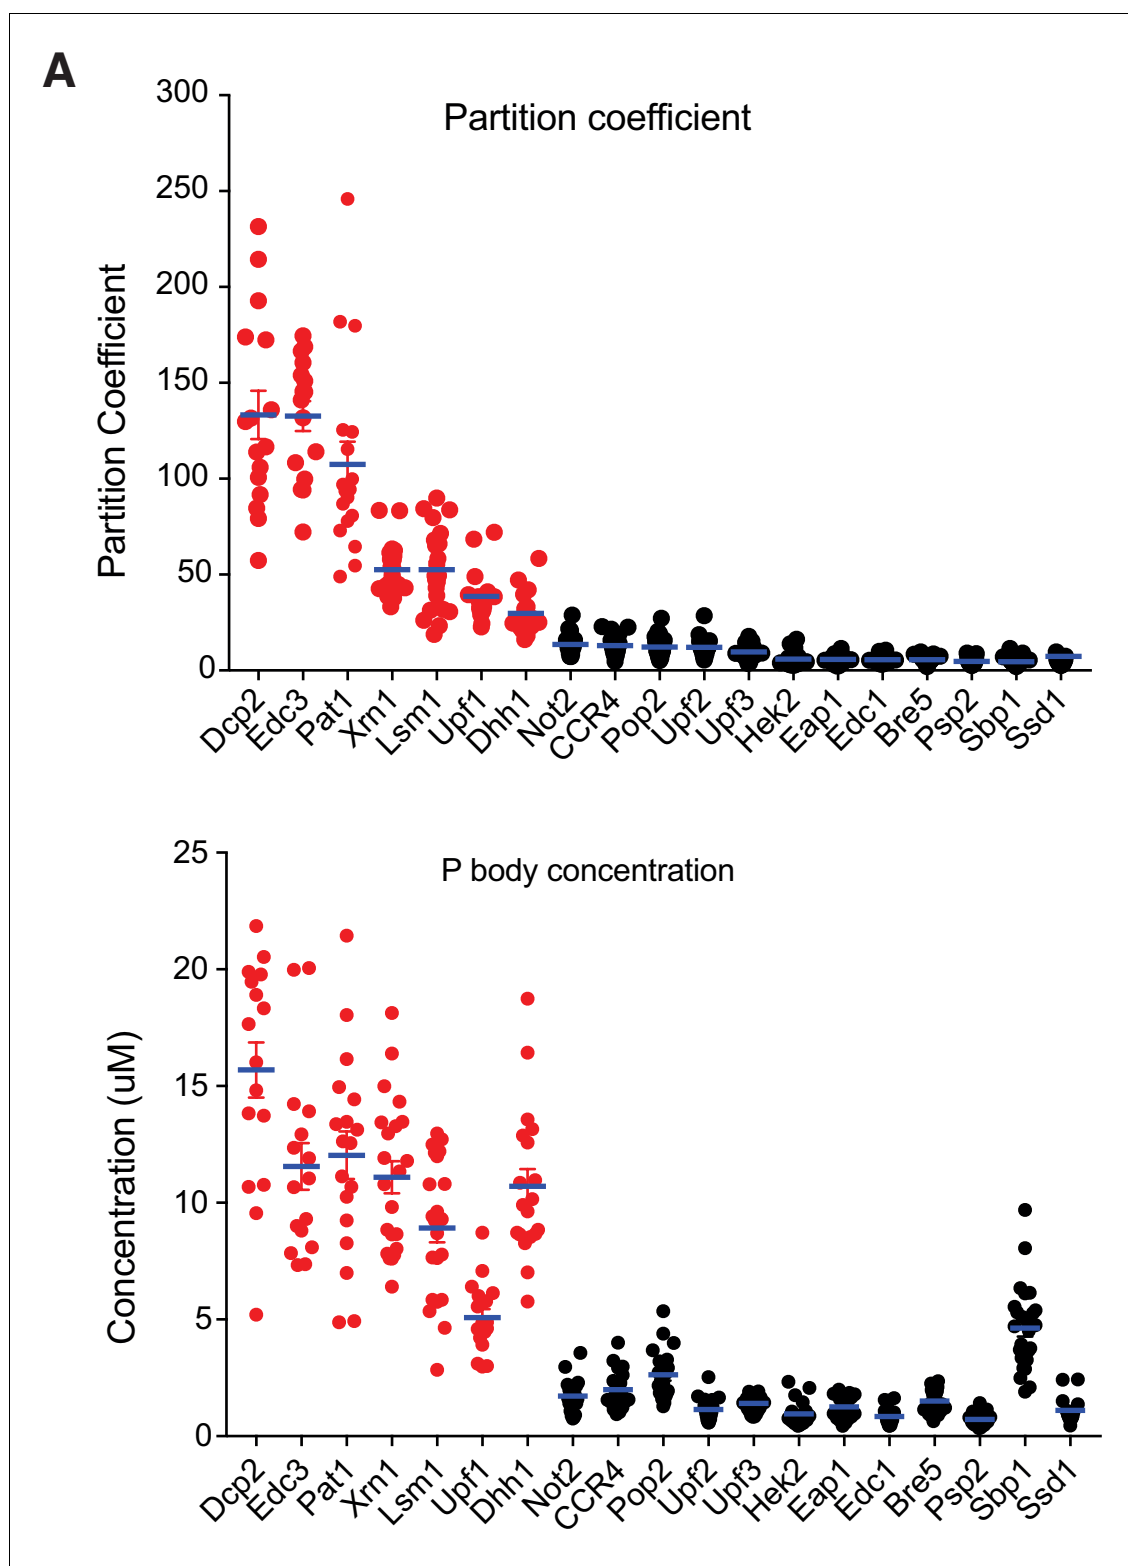 A
Partition coefficient
Partition Coefficient
300
250
200
150
100
50
0
Dcp2 Edc3 Pat1 Xrn1 Lsm1 Upf1 Dhh1 Not2 CCR4 Pop2 Upf2 Upf3 Hek2 Eap1 Edc1 Bre5 Psp2 Sbp1 Ssd1
P body concentration
Concentration (uM)
25
20
15
10
5
0
Dcp2 Edc3 Pat1 Xrn1 Lsm1 Upf1 Dhh1 Not2 CCR4 Pop2 Upf2 Upf3 Hek2 Eap1 Edc1 Bre5 Psp2 Sbp1 Ssd1